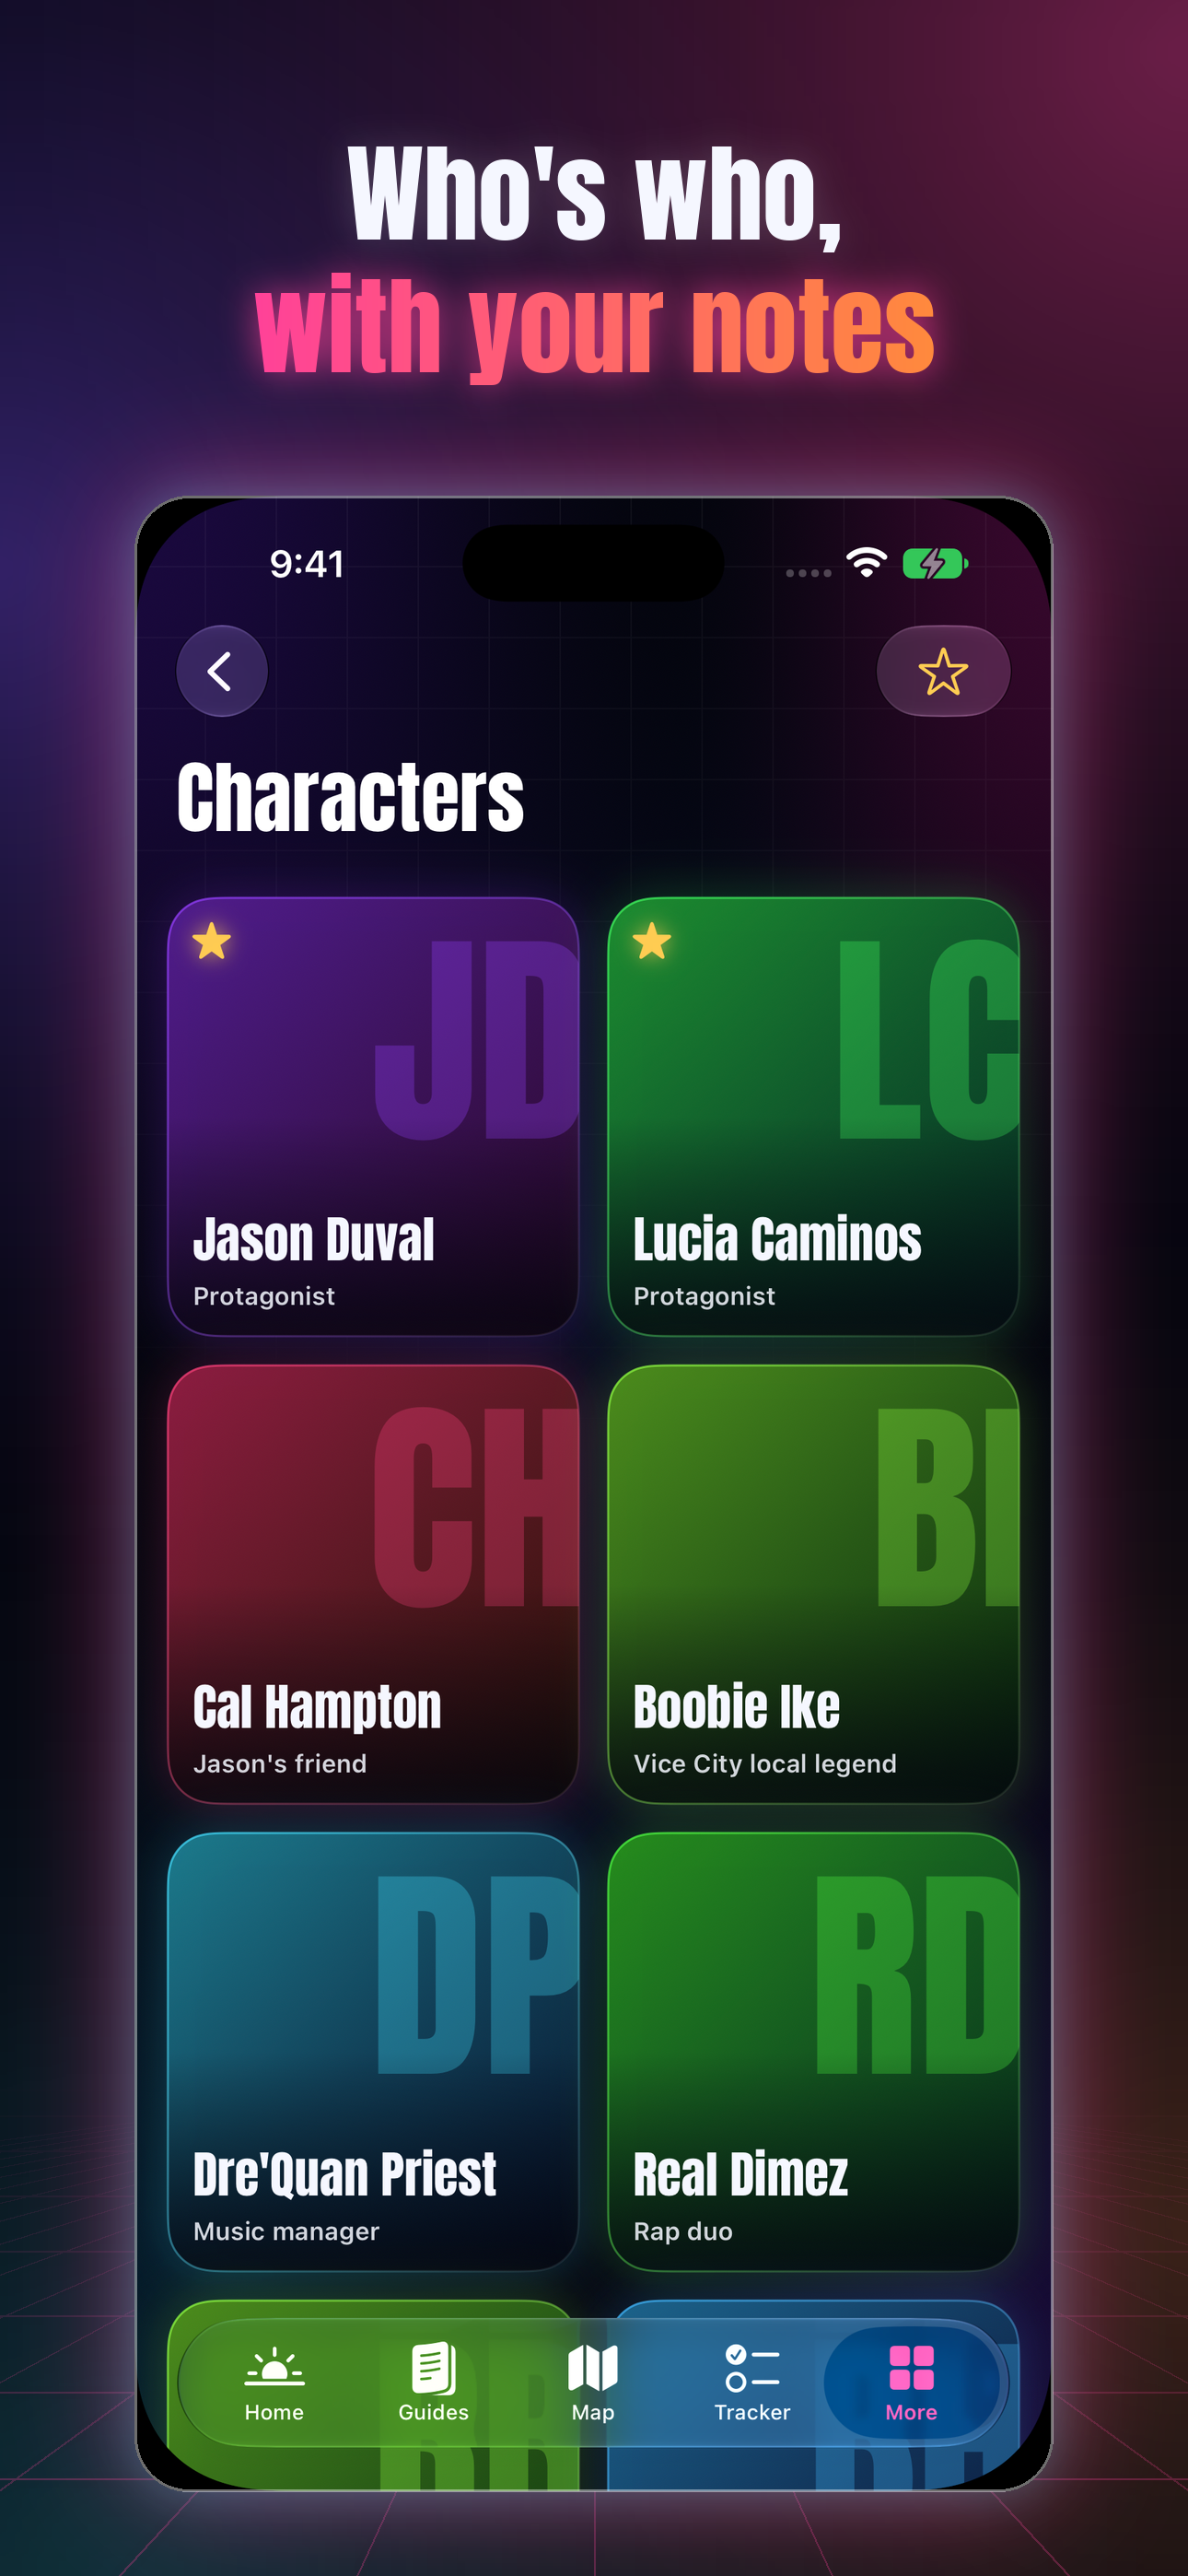 Who's who,
with your notes
9:41
Characters
JD
LC
Jason Duval
Protagonist
Lucia Caminos
Protagonist
CH
BI
Cal Hampton
Jason's friend
Boobie Ike
Vice City local legend
DP
RD
Dre'Quan Priest
Music manager
Real Dimez
Rap duo
Home
Guides
Map
Tracker
More